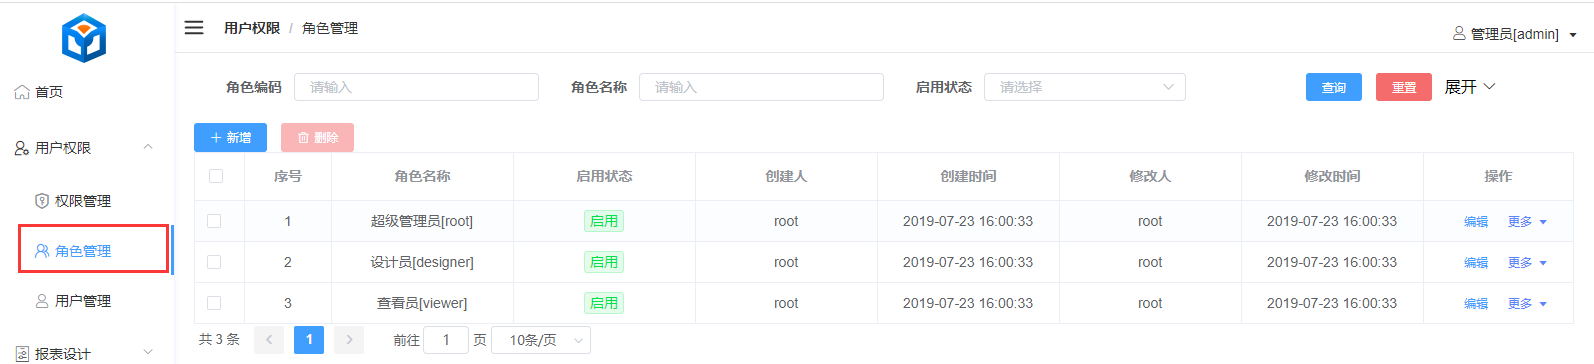 用户权限 / 角色管理
管理员[admin]
首页
用户权限
权限管理
角色管理
用户管理
报表设计
角色编码 请输入 角色名称 请输入 启用状态 请选择 查询 重置 展开
+ 新增 删除
序号 角色名称 启用状态 创建人 创建时间 修改人 修改时间 操作
1 超级管理员[root] 启用 root 2019-07-23 16:00:33 root 2019-07-23 16:00:33 编辑 更多
2 设计员[designer] 启用 root 2019-07-23 16:00:33 root 2019-07-23 16:00:33 编辑 更多
3 查看员[viewer] 启用 root 2019-07-23 16:00:33 root 2019-07-23 16:00:33 编辑 更多
共 3 条 1 前往 1 页 10条/页